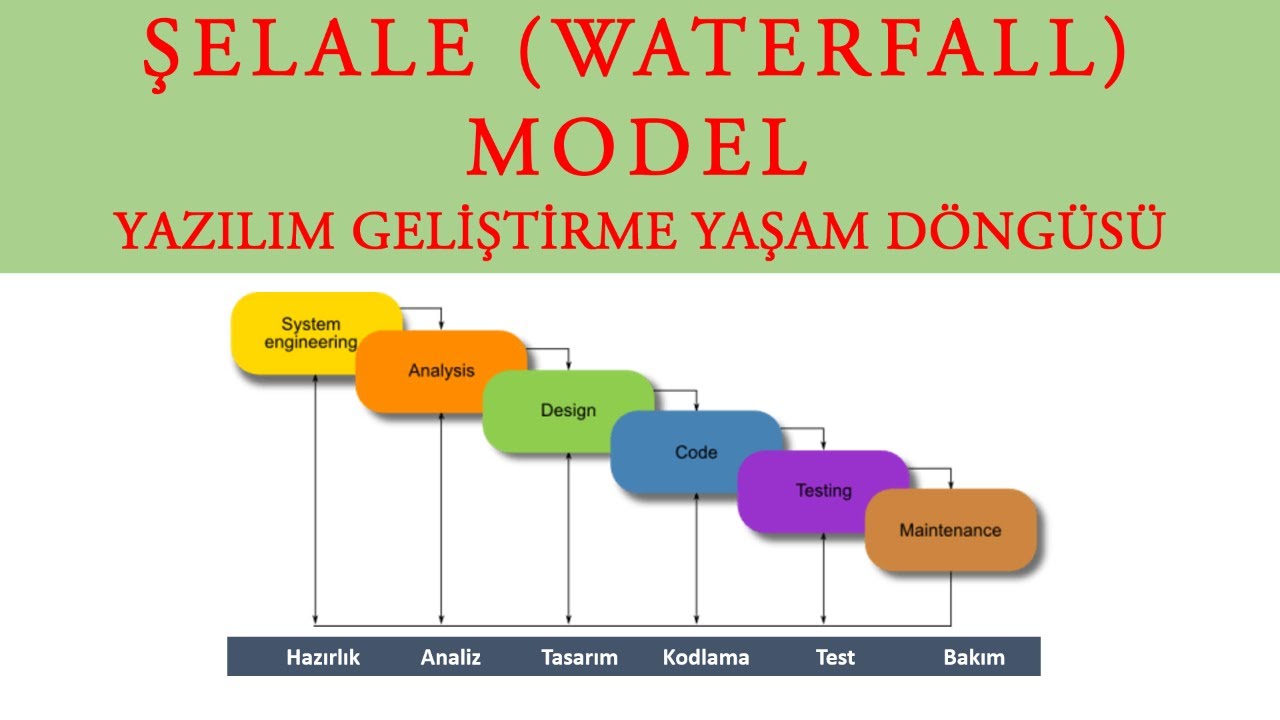 ŞELALE (WATERFALL)
MODEL
YAZILIM GELİŞTİRME YAŞAM DÖNGÜSÜ
System
engineering
Analysis
Design
Code
Testing
Maintenance
Hazırlık Analiz Tasarım Kodlama Test Bakım